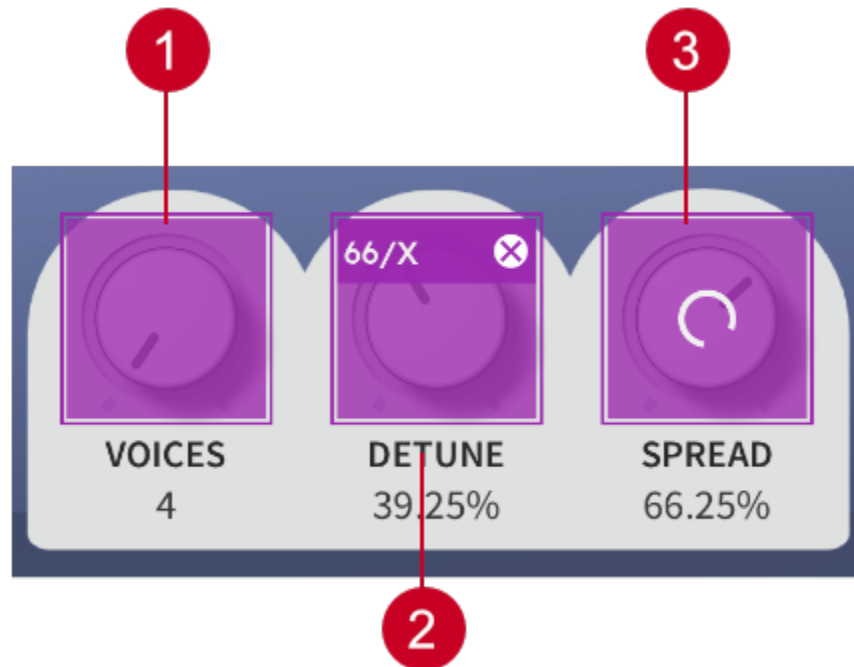 1
3
66/X
VOICES
DETUNE
SPREAD
4
39.25%
66.25%
2